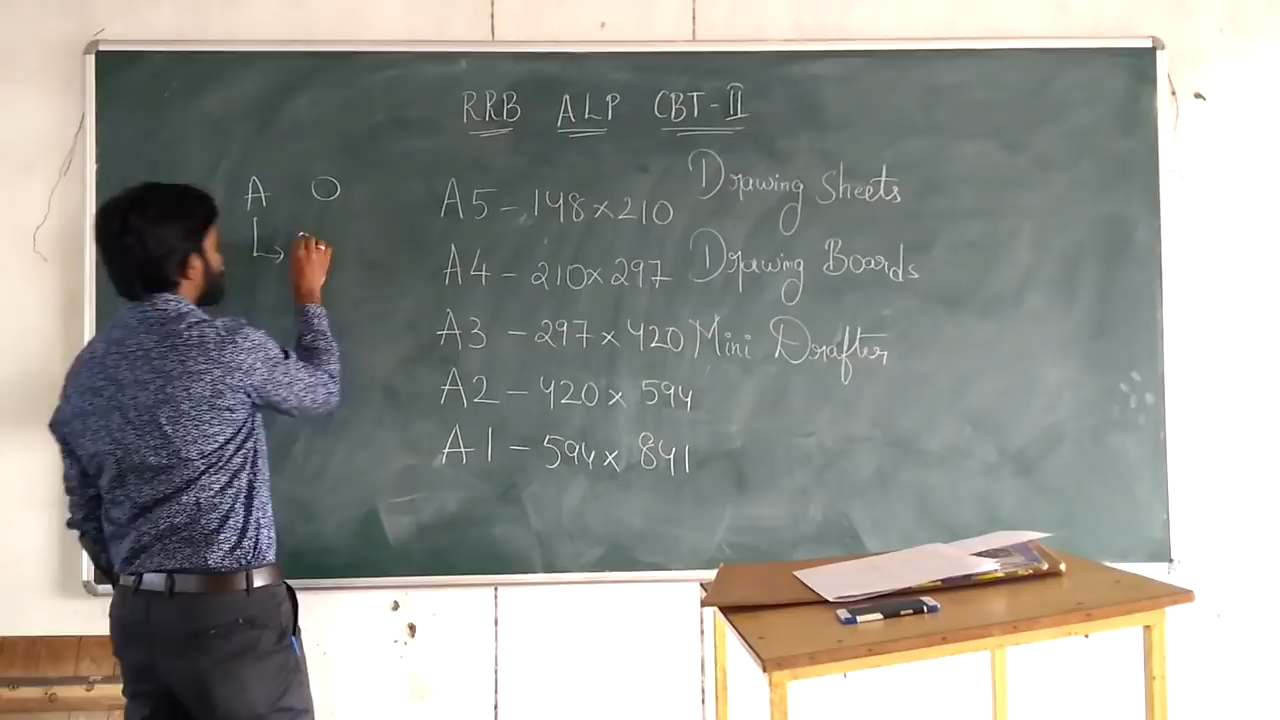 RRB ALP CBT-II
A O
A5 - 148 x 210
A4 - 210 x 297
A3 - 297 x 420
A2 - 420 x 594
A1 - 594 x 841
Drawing Sheets
Drawing Boards
Mini Drafter